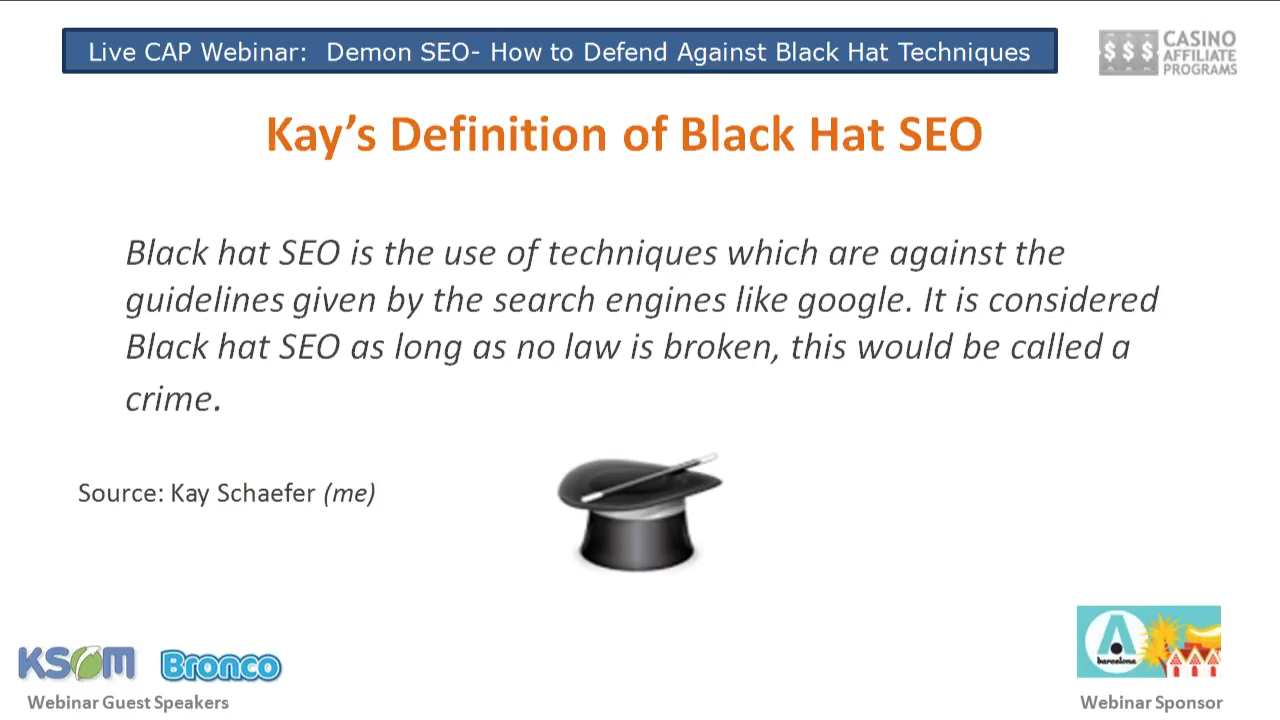 Live CAP Webinar: Demon SEO- How to Defend Against Black Hat Techniques
$ $ $ CASINO
AFFILIATE
PROGRAMS
Kay's Definition of Black Hat SEO
Black hat SEO is the use of techniques which are against the
guidelines given by the search engines like google. It is considered
Black hat SEO as long as no law is broken, this would be called a
crime.
Source: Kay Schaefer (me)
KSOM Bronco
Webinar Guest Speakers
A
barcelona
Webinar Sponsor